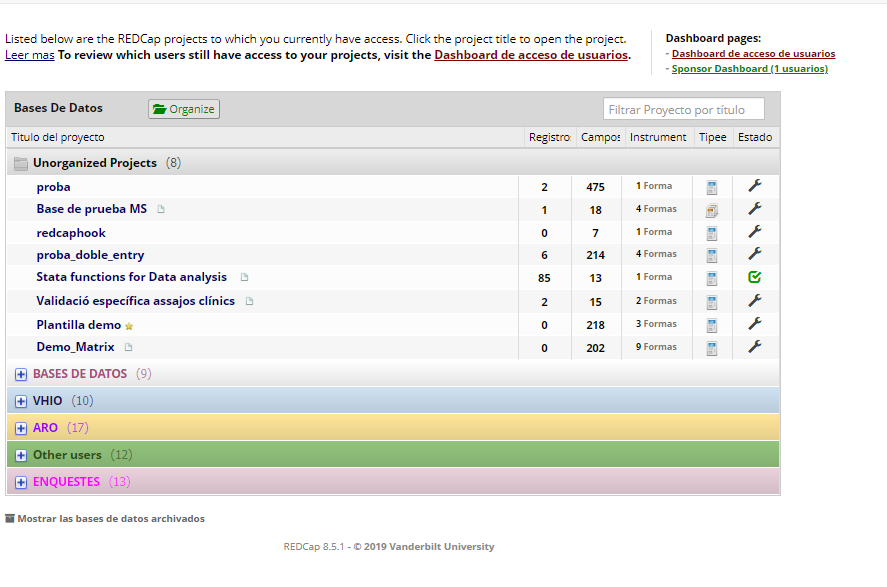 Listed below are the REDCap projects to which you currently have access. Click the project title to open the project.
Leer mas To review which users still have access to your projects, visit the Dashboard de acceso de usuarios.
Dashboard pages:
- Dashboard de acceso de usuarios
- Sponsor Dashboard (1 usuarios)
Bases De Datos Organize Filtrar Proyecto por título
Titulo del proyecto Registro Campos Instrument Tipee Estado
Unorganized Projects (8)
proba 2 475 1 Forma
Base de prueba MS 1 18 4 Formas
redcaphook 0 7 1 Forma
proba_doble_entry 6 214 4 Formas
Stata functions for Data analysis 85 13 1 Forma
Validació específica assajos clínics 2 15 2 Formas
Plantilla demo 0 218 3 Formas
Demo_Matrix 0 202 9 Formas
BASES DE DATOS (9)
VHIO (10)
ARO (17)
Other users (12)
ENQUESTES (13)
Mostrar las bases de datos archivados
REDCap 8.5.1 - © 2019 Vanderbilt University